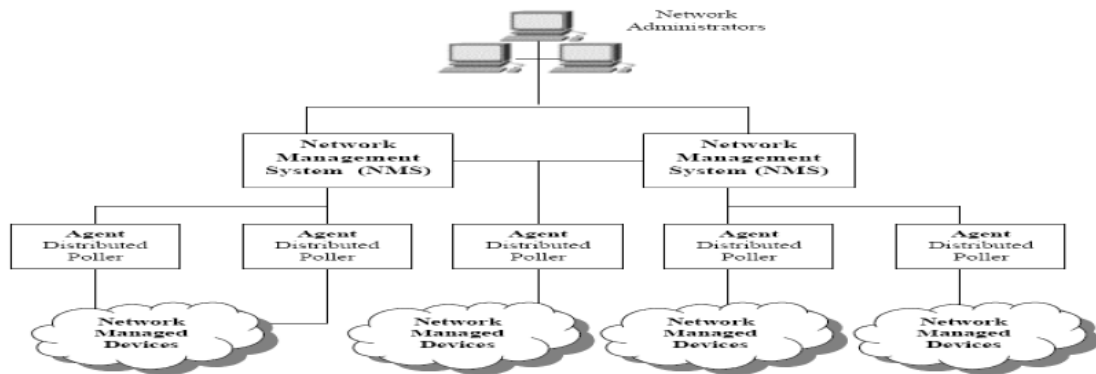 Network
Administrators
Network
Management
System (NMS)
Network
Management
System (NMS)
Agent
Distributed
Poller
Agent
Distributed
Poller
Agent
Distributed
Poller
Agent
Distributed
Poller
Agent
Distributed
Poller
Network
Managed
Devices
Network
Managed
Devices
Network
Managed
Devices
Network
Managed
Devices